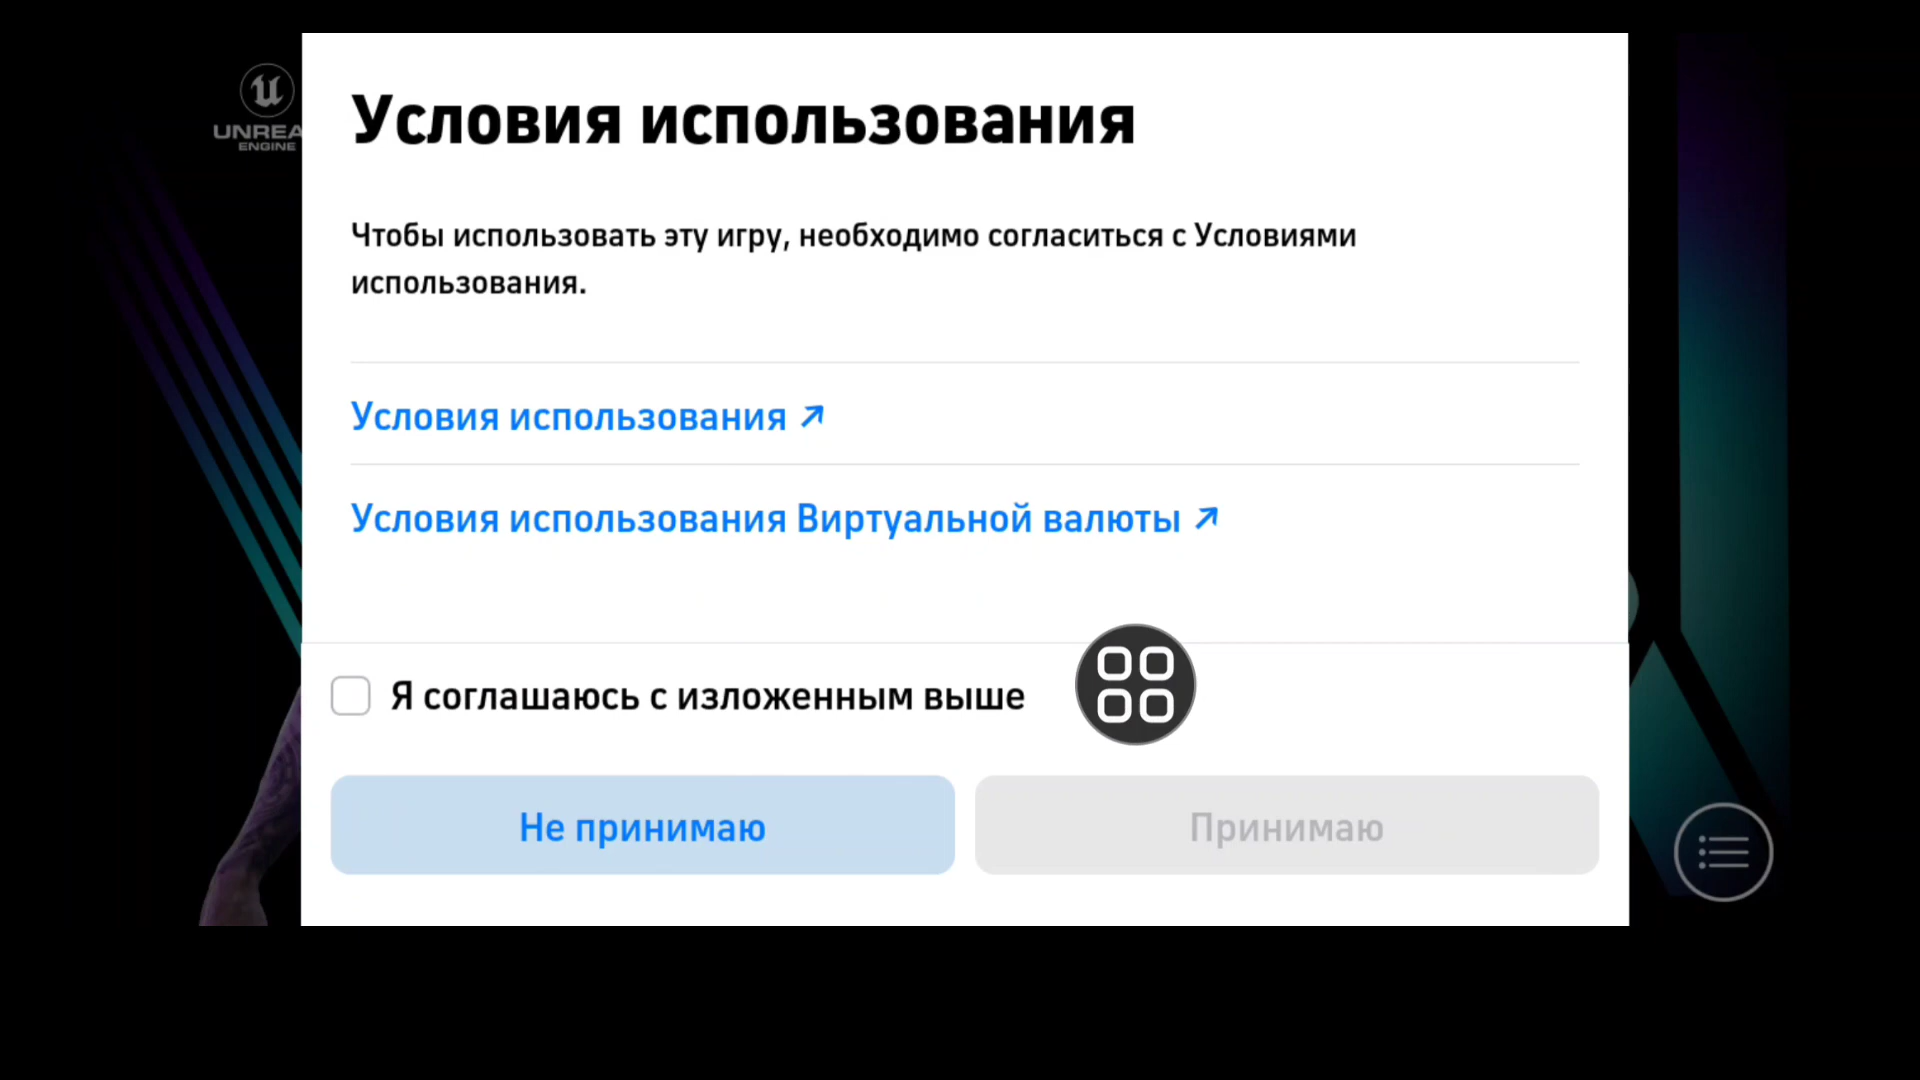 UNREA
ENGINE
Условия использования
Чтобы использовать эту игру, необходимо согласиться с Условиями
использования.
Условия использования
Условия использования Виртуальной валюты
Я соглашаюсь с изложенным выше
Не принимаю
Принимаю